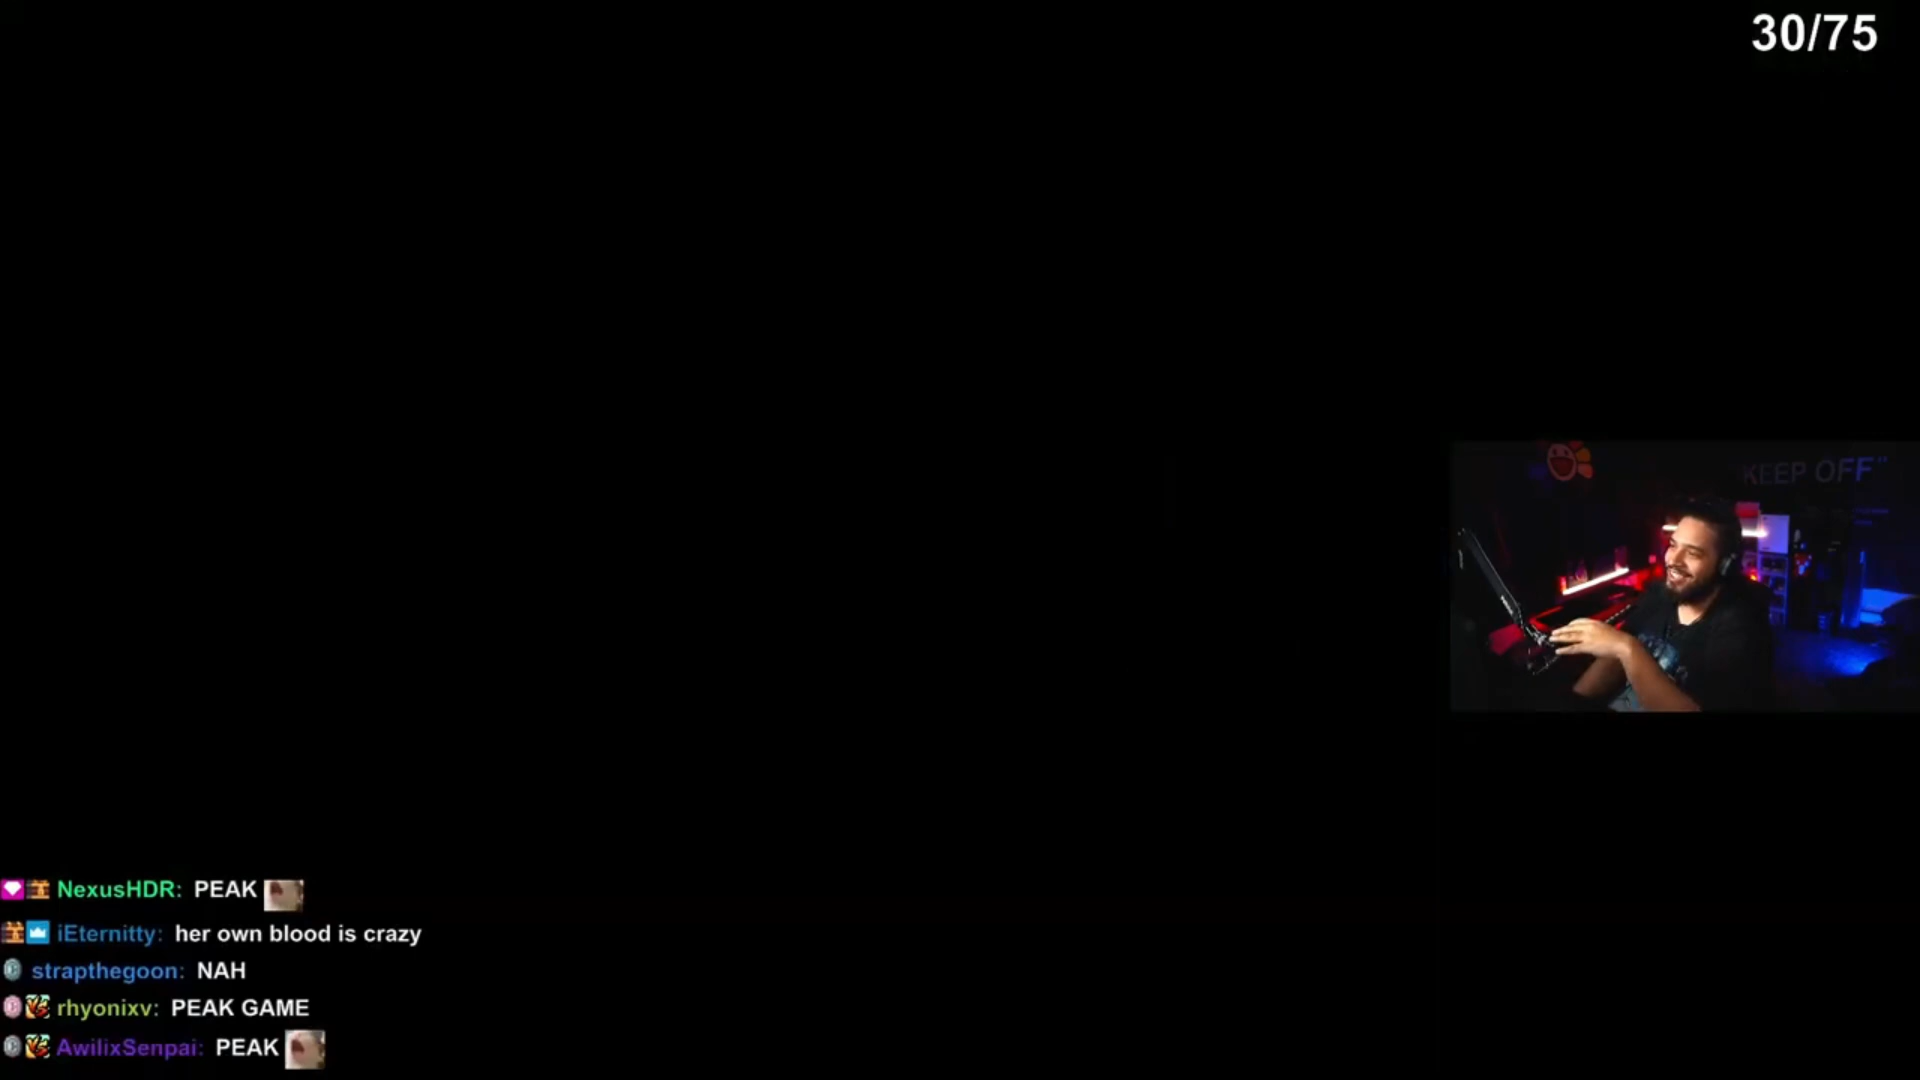 30/75
"KEEP OFF"
NexusHDR: PEAK
iEternitty: her own blood is crazy
strapthegoon: NAH
rhyonixv: PEAK GAME
AwilixSenpai: PEAK